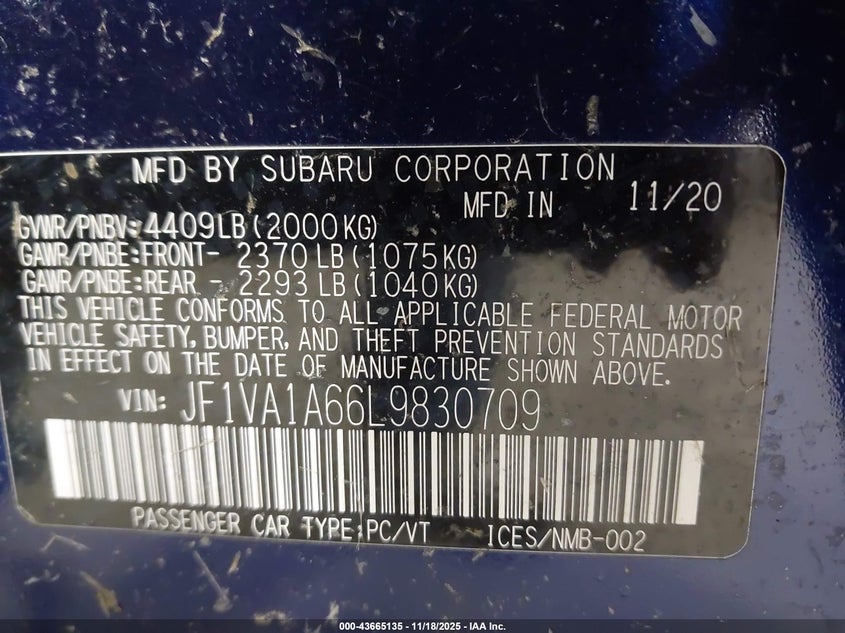 MFD BY SUBARU CORPORATION
MFD IN 11/20
GVWR/PNBV: 4409LB (2000KG)
GAWR/PNBE:FRONT- 2370 LB (1075KG)
GAWR/PNBE:REAR - 2293 LB (1040KG)
THIS VEHICLE CONFORMS TO ALL APPLICABLE FEDERAL MOTOR
VEHICLE SAFETY, BUMPER, AND THEFT PREVENTION STANDARDS
IN EFFECT ON THE DATE OF MANUFACTURE SHOWN ABOVE.
VIN: JF1VA1A66L9830709
PASSENGER CAR TYPE:PC/VT ICES/NMB-002
000-43665135 - 11/18/2025 - IAA Inc.